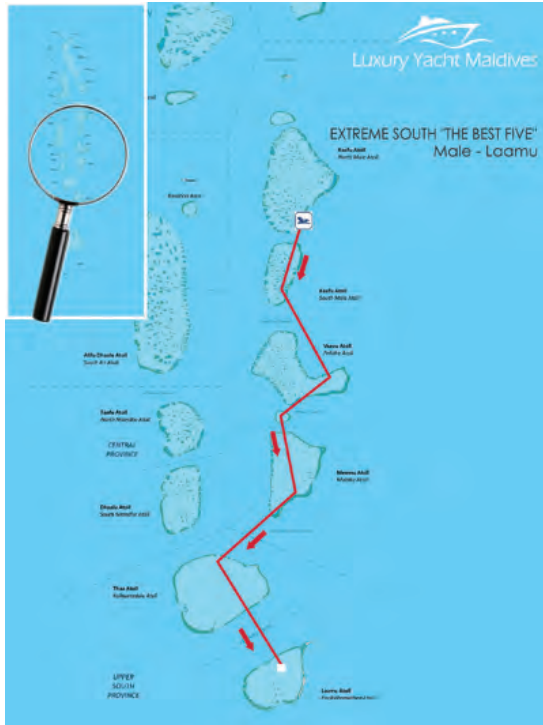 Luxury Yacht Maldives
EXTREME SOUTH "THE BEST FIVE"
Male - Laamu
Kaafu Atoll
North Male Atoll
Kaafu Atoll
South Male Atoll
Alifu Dhaalu Atoll
South Ari Atoll
Vaavu Atoll
Felidhu Atoll
Faafu Atoll
North Nilandhe Atoll
CENTRAL
PROVINCE
Meemu Atoll
Mulaku Atoll
Dhaalu Atoll
South Nilandhe Atoll
Thaa Atoll
Kolhumadulu Atoll
UPPER
SOUTH
PROVINCE
Laamu Atoll